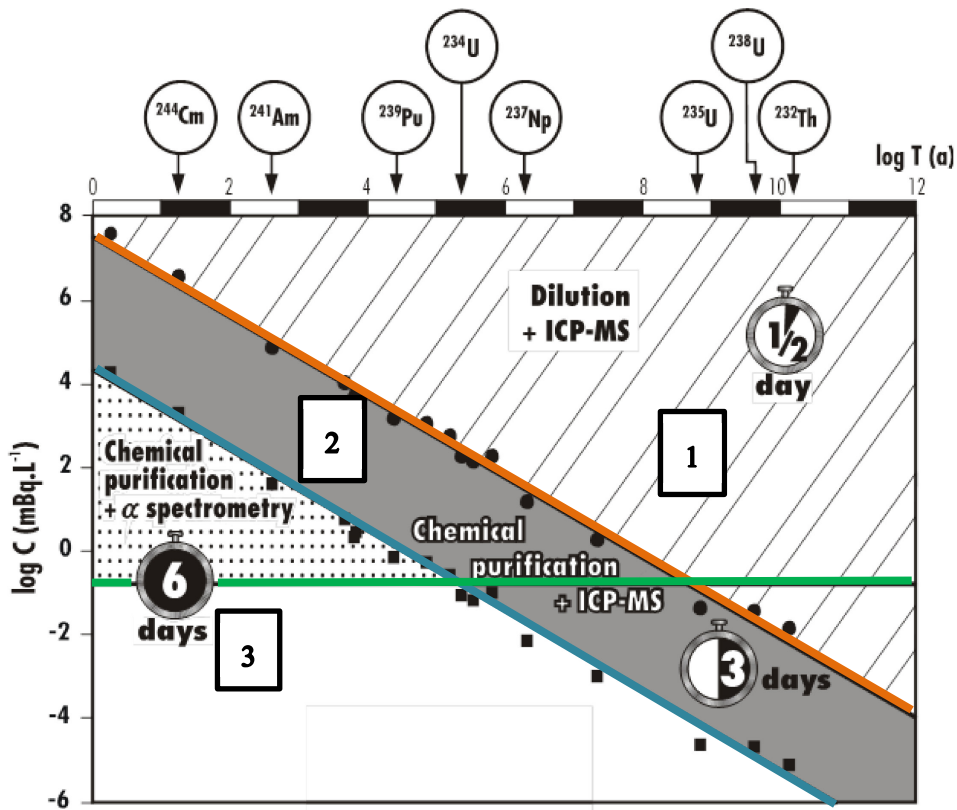 ²³⁴U
²³⁸U
²⁴⁴Cm
²⁴¹Am
²³⁹Pu
²³⁷Np
²³⁵U
²³²Th
log T (a)
0 2 4 6 8 10 12
8
6
4
2
0
-2
-4
-6
log C (mBq.L⁻¹)
Dilution
+ ICP-MS
1/2
day
1
2
Chemical
purification
+ α spectrometry
6
days
3
Chemical
purification
+ ICP-MS
3 days